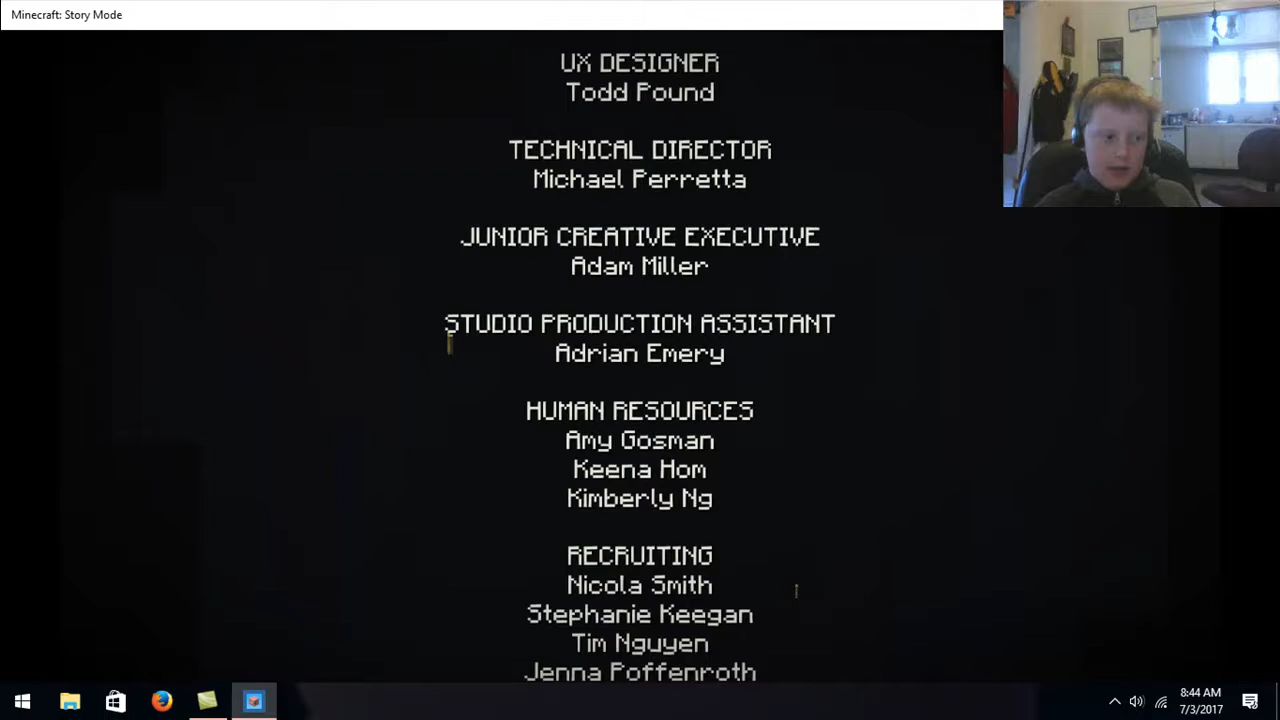 Minecraft: Story Mode
UX DESIGNER
Todd Pound
TECHNICAL DIRECTOR
Michael Perretta
JUNIOR CREATIVE EXECUTIVE
Adam Miller
STUDIO PRODUCTION ASSISTANT
Adrian Emery
HUMAN RESOURCES
Amy Gosman
Keena Hom
Kimberly Ng
RECRUITING
Nicola Smith
Stephanie Keegan
Tim Nguyen
Jenna Poffenroth
8:44 AM
7/3/2017